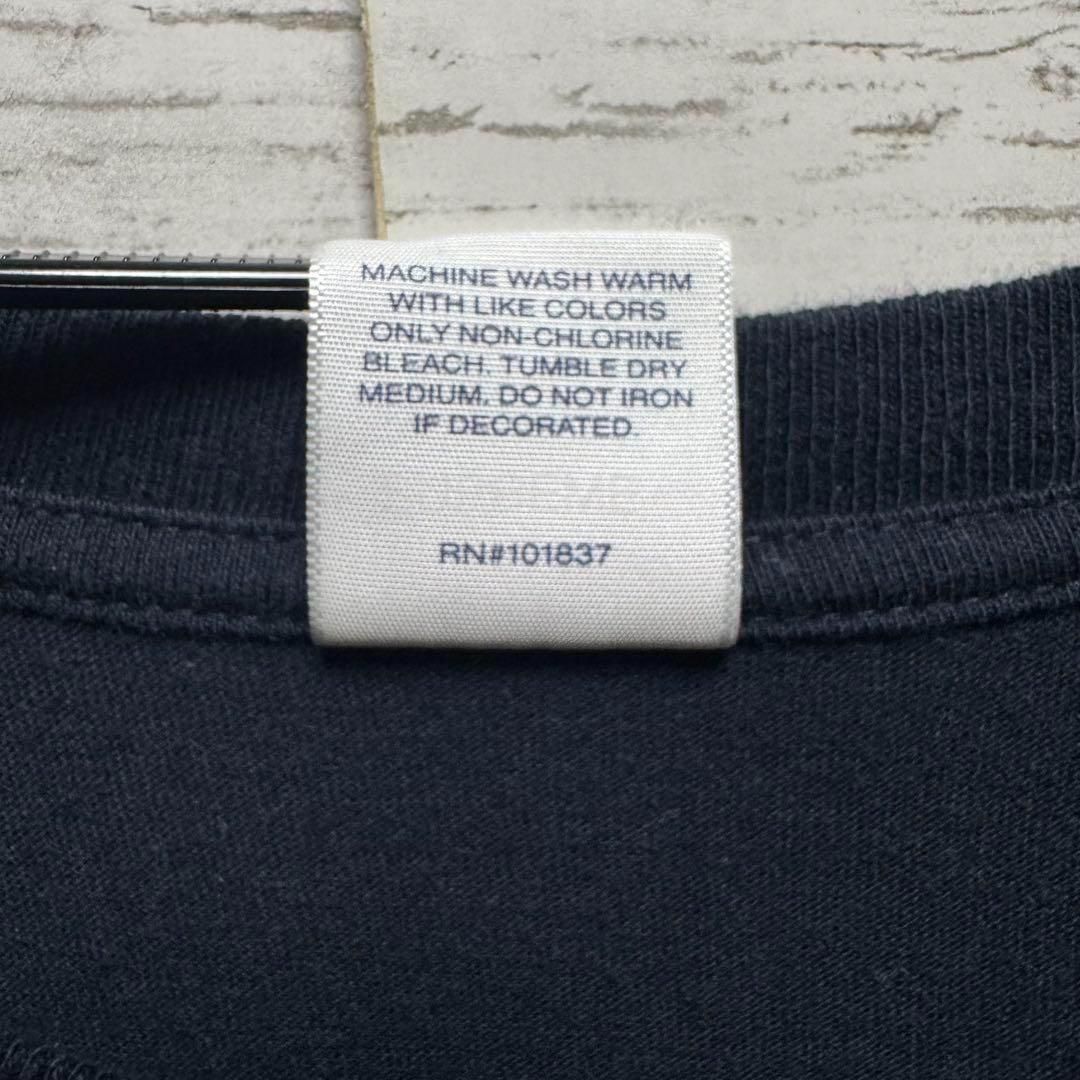 MACHINE WASH WARM
WITH LIKE COLORS
ONLY NON-CHLORINE
BLEACH. TUMBLE DRY
MEDIUM. DO NOT IRON
IF DECORATED.
RN#101837